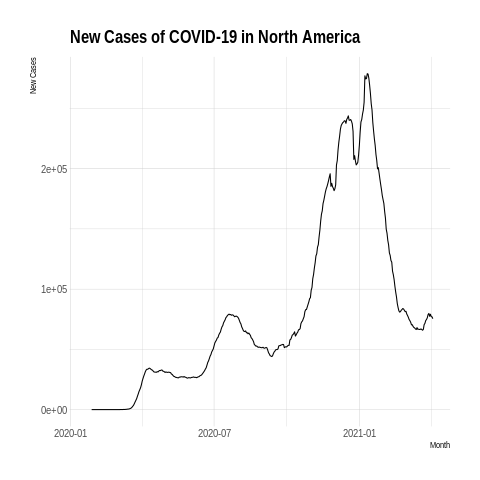 New Cases of COVID-19 in North America
New Cases
2e+05
1e+05
0e+00
2020-01
2020-07
2021-01
Month